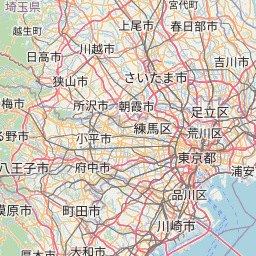 埼玉県
宮代町
越生町
上尾市
春日部市
日高市
川越市
吉川市
狭山市
さいたま市
梅市
所沢市
朝霞市
足立区
練馬区
荒川区
る野市
小平市
東京都
八王子市
府中市
浦安
品川区
模原市
町田市
川崎市
大和市
厚木市